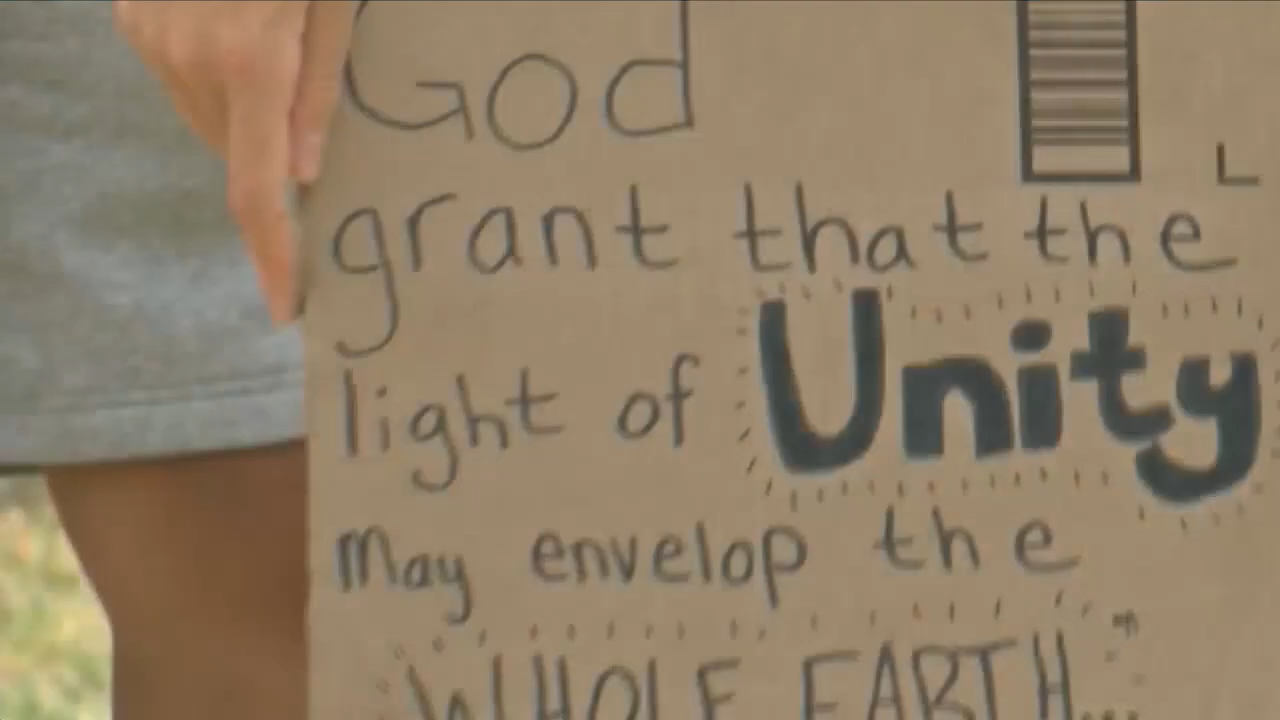 God
L
grant that the
light of Unity
may envelop the
WHOLE EARTH..."